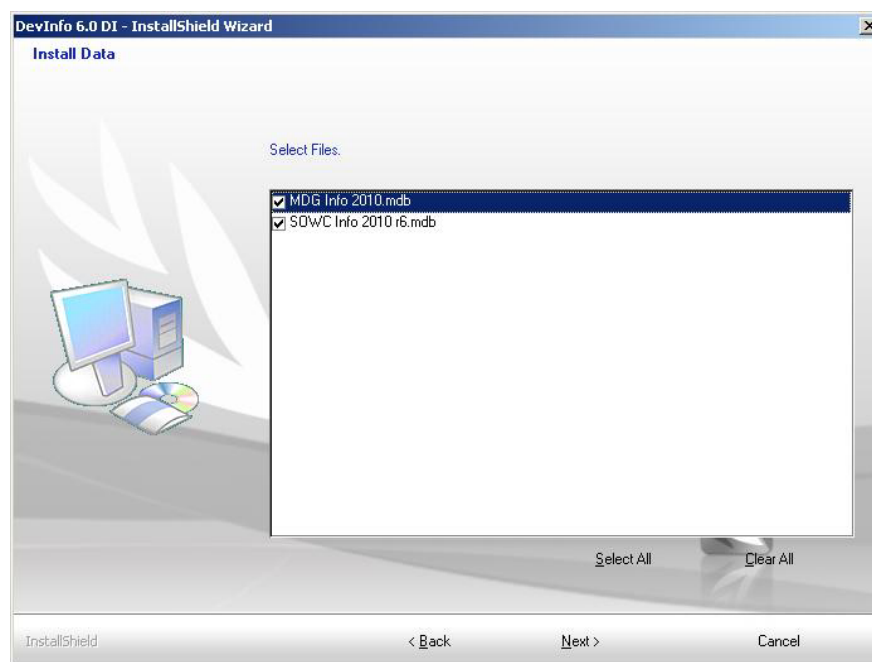 DevInfo 6.0 DI - InstallShield Wizard
Install Data
Select Files.
MDG Info 2010.mdb
SOWC Info 2010 r6.mdb
Select All Clear All
InstallShield < Back Next > Cancel